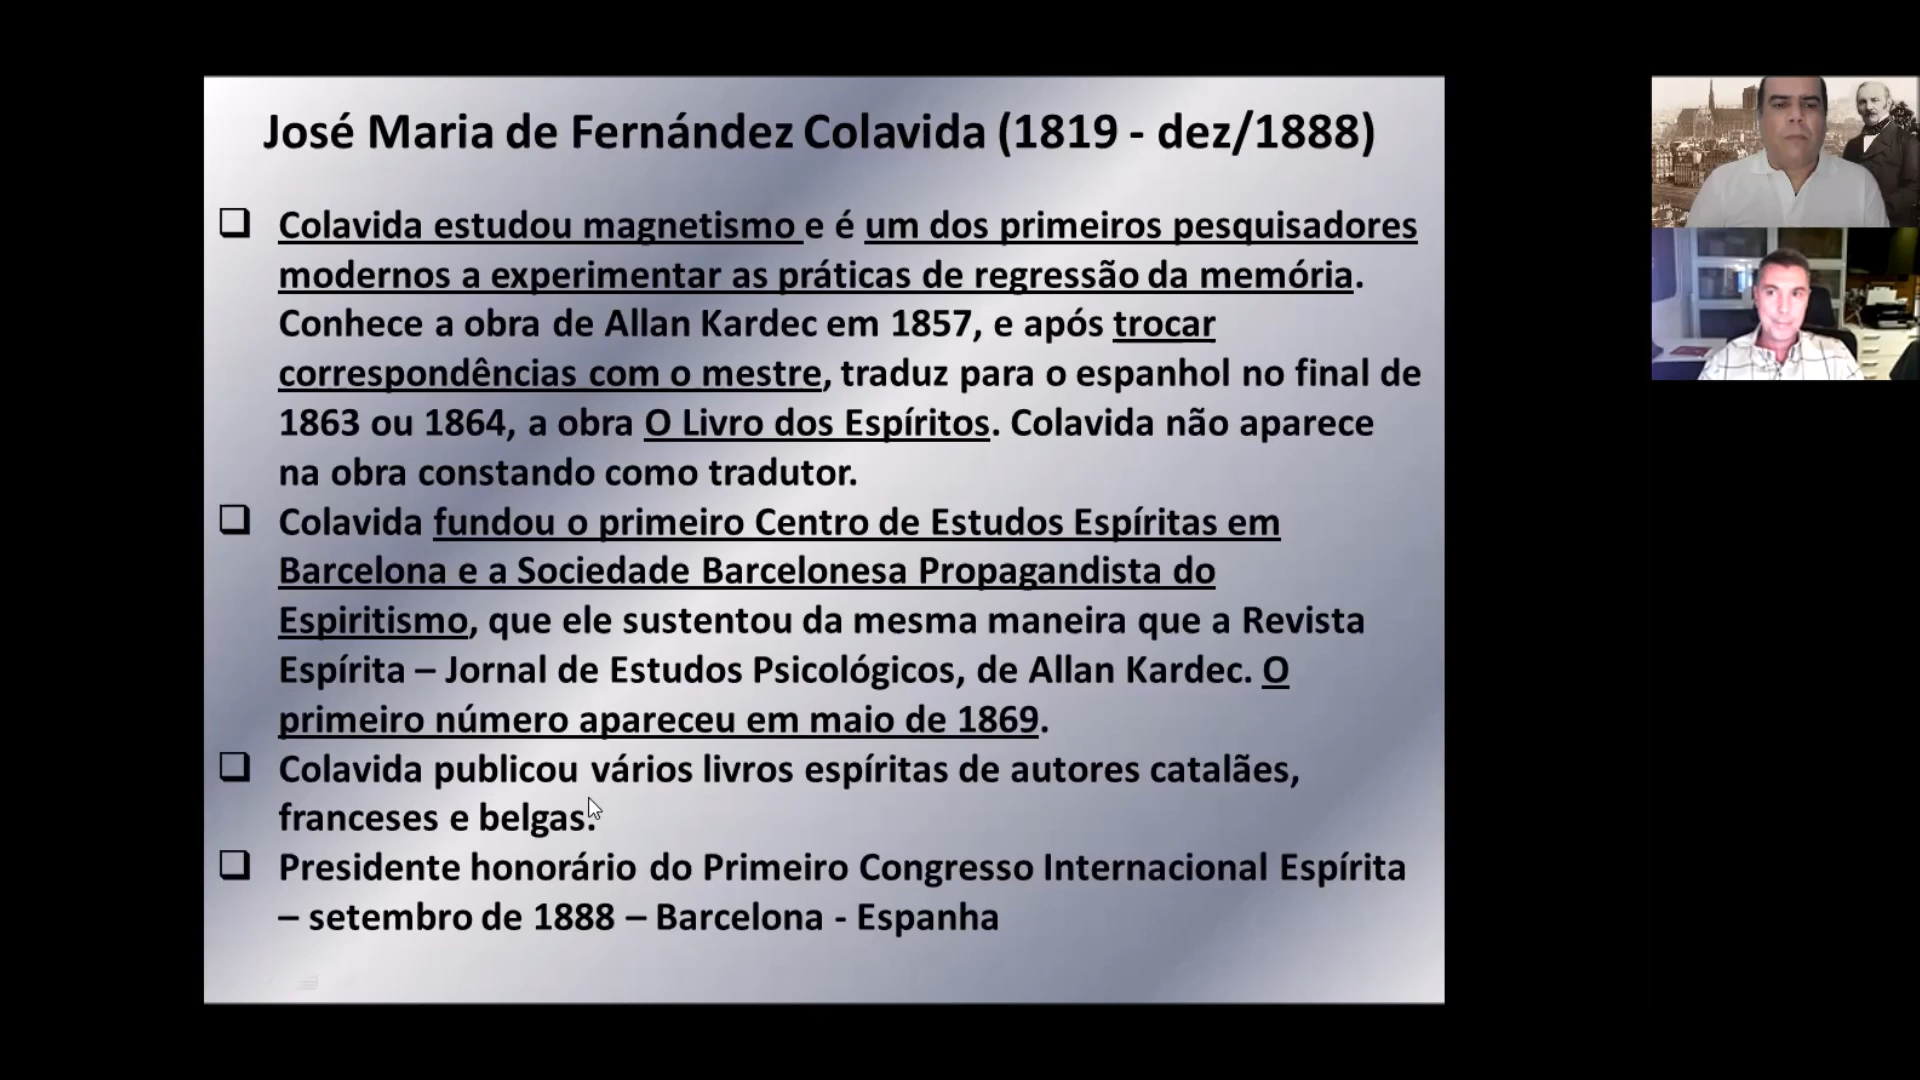 José Maria de Fernández Colavida (1819 - dez/1888)
Colavida estudou magnetismo e é um dos primeiros pesquisadores
modernos a experimentar as práticas de regressão da memória.
Conhece a obra de Allan Kardec em 1857, e após trocar
correspondências com o mestre, traduz para o espanhol no final de
1863 ou 1864, a obra O Livro dos Espíritos. Colavida não aparece
na obra constando como tradutor.
Colavida fundou o primeiro Centro de Estudos Espíritas em
Barcelona e a Sociedade Barcelonesa Propagandista do
Espiritismo, que ele sustentou da mesma maneira que a Revista
Espírita – Jornal de Estudos Psicológicos, de Allan Kardec. O
primeiro número apareceu em maio de 1869.
Colavida publicou vários livros espíritas de autores catalães,
franceses e belgas.
Presidente honorário do Primeiro Congresso Internacional Espírita
– setembro de 1888 – Barcelona - Espanha